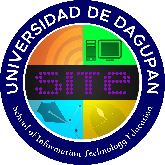 UNIVERSIDAD DE DAGUPAN
SITE
School of Information Technology Education